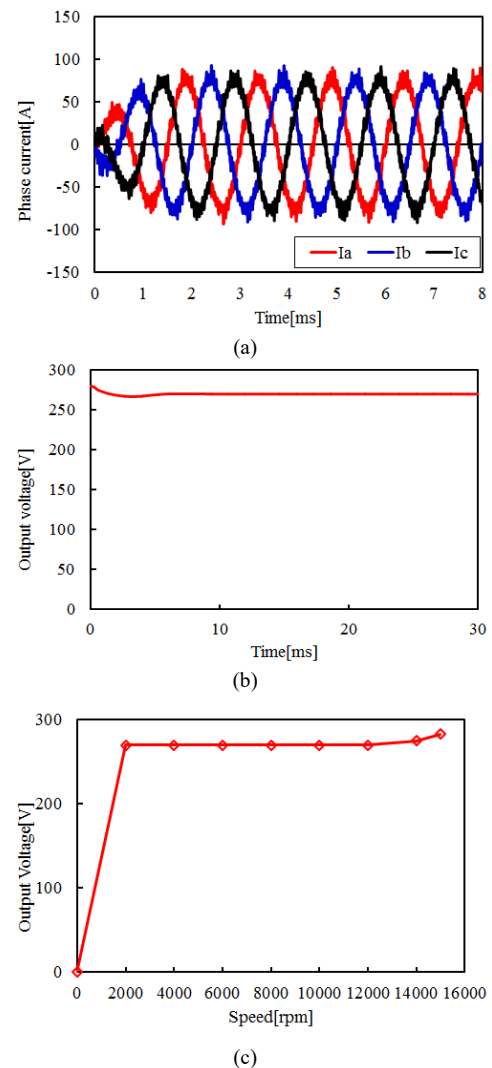 150
100
50
0
-50
-100
-150
Phase current[A]
Ia Ib Ic
0 1 2 3 4 5 6 7 8
Time[ms]
(a)
300
250
200
150
100
50
0
Output voltage[V]
0 10 20 30
Time[ms]
(b)
300
200
100
0
Output Voltage[V]
0 2000 4000 6000 8000 10000 12000 14000 16000
Speed[rpm]
(c)